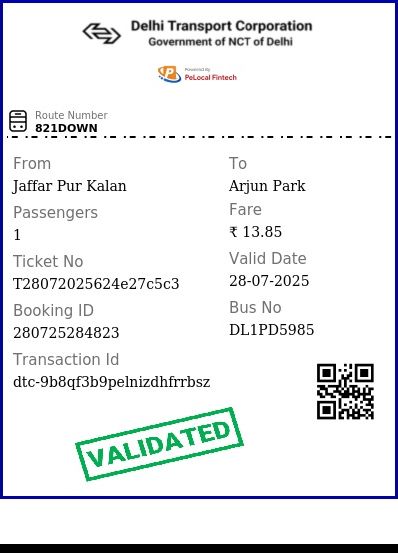 Delhi Transport Corporation
Government of NCT of Delhi
Powered By
PeLocal Fintech
Route Number
821DOWN
From
Jaffar Pur Kalan
To
Arjun Park
Passengers
1
Fare
₹ 13.85
Ticket No
T28072025624e27c5c3
Valid Date
28-07-2025
Booking ID
280725284823
Bus No
DL1PD5985
Transaction Id
dtc-9b8qf3b9pelnizdhfrrbsz
VALIDATED